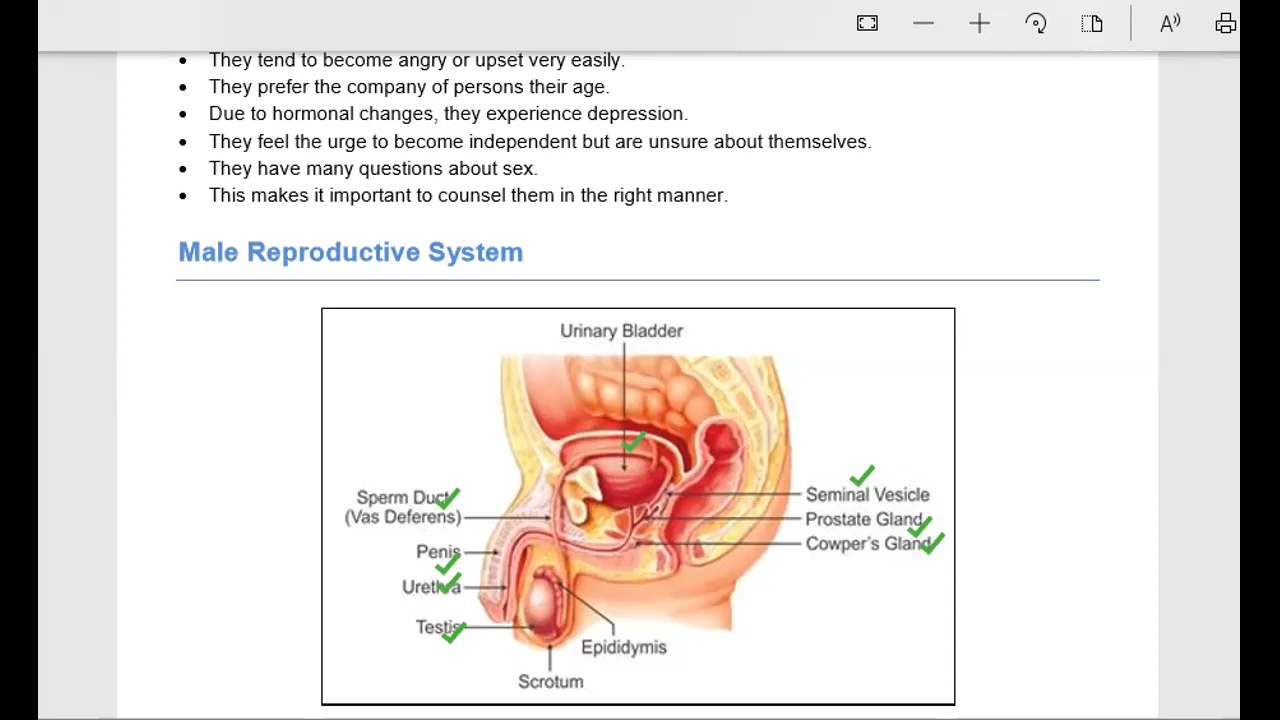 They tend to become angry or upset very easily.
They prefer the company of persons their age.
Due to hormonal changes, they experience depression.
They feel the urge to become independent but are unsure about themselves.
They have many questions about sex.
This makes it important to counsel them in the right manner.
Male Reproductive System
Urinary Bladder
Sperm Duct
(Vas Deferens)
Penis
Urethra
Testis
Seminal Vesicle
Prostate Gland
Cowper's Gland
Epididymis
Scrotum